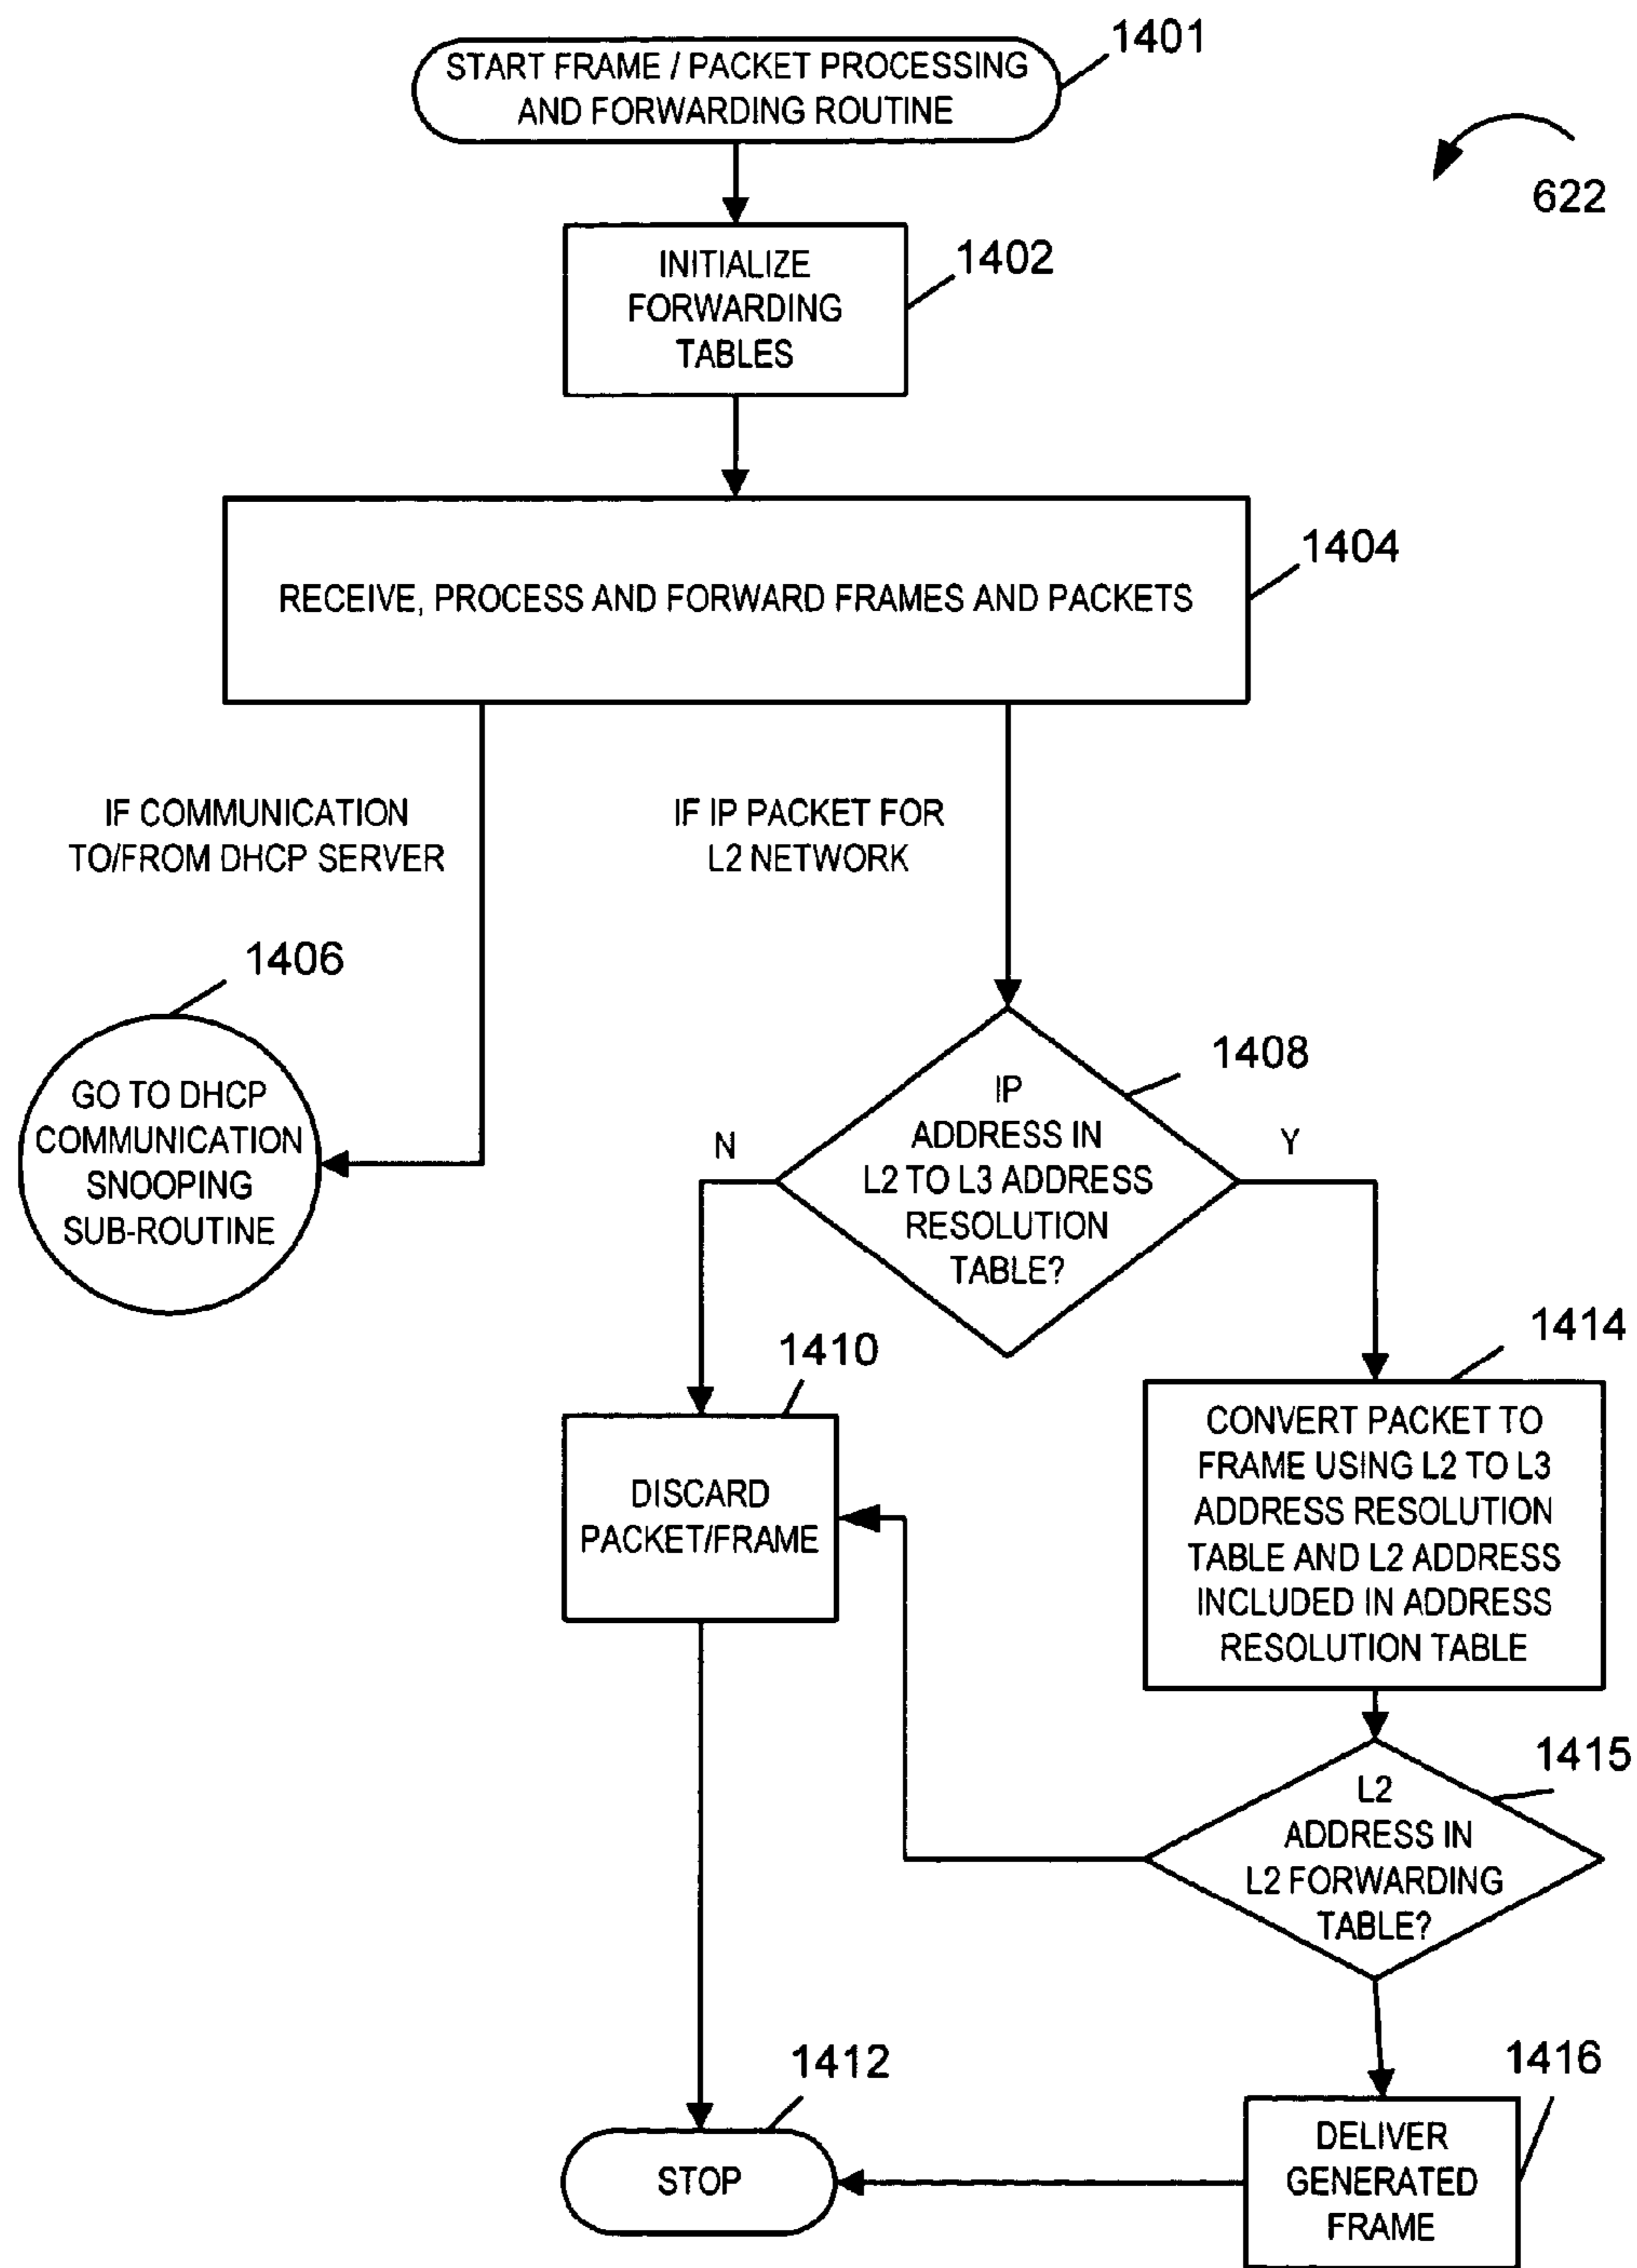 1401
START FRAME / PACKET PROCESSING
AND FORWARDING ROUTINE
622
1402
INITIALIZE
FORWARDING
TABLES
1404
RECEIVE, PROCESS AND FORWARD FRAMES AND PACKETS
IF COMMUNICATION
TO/FROM DHCP SERVER
IF IP PACKET FOR
L2 NETWORK
1406
GO TO DHCP
COMMUNICATION
SNOOPING
SUB-ROUTINE
1408
IP
ADDRESS IN
L2 TO L3 ADDRESS
RESOLUTION
TABLE?
N
Y
1410
DISCARD
PACKET/FRAME
1414
CONVERT PACKET TO
FRAME USING L2 TO L3
ADDRESS RESOLUTION
TABLE AND L2 ADDRESS
INCLUDED IN ADDRESS
RESOLUTION TABLE
1415
L2
ADDRESS IN
L2 FORWARDING
TABLE?
1412
STOP
1416
DELIVER
GENERATED
FRAME